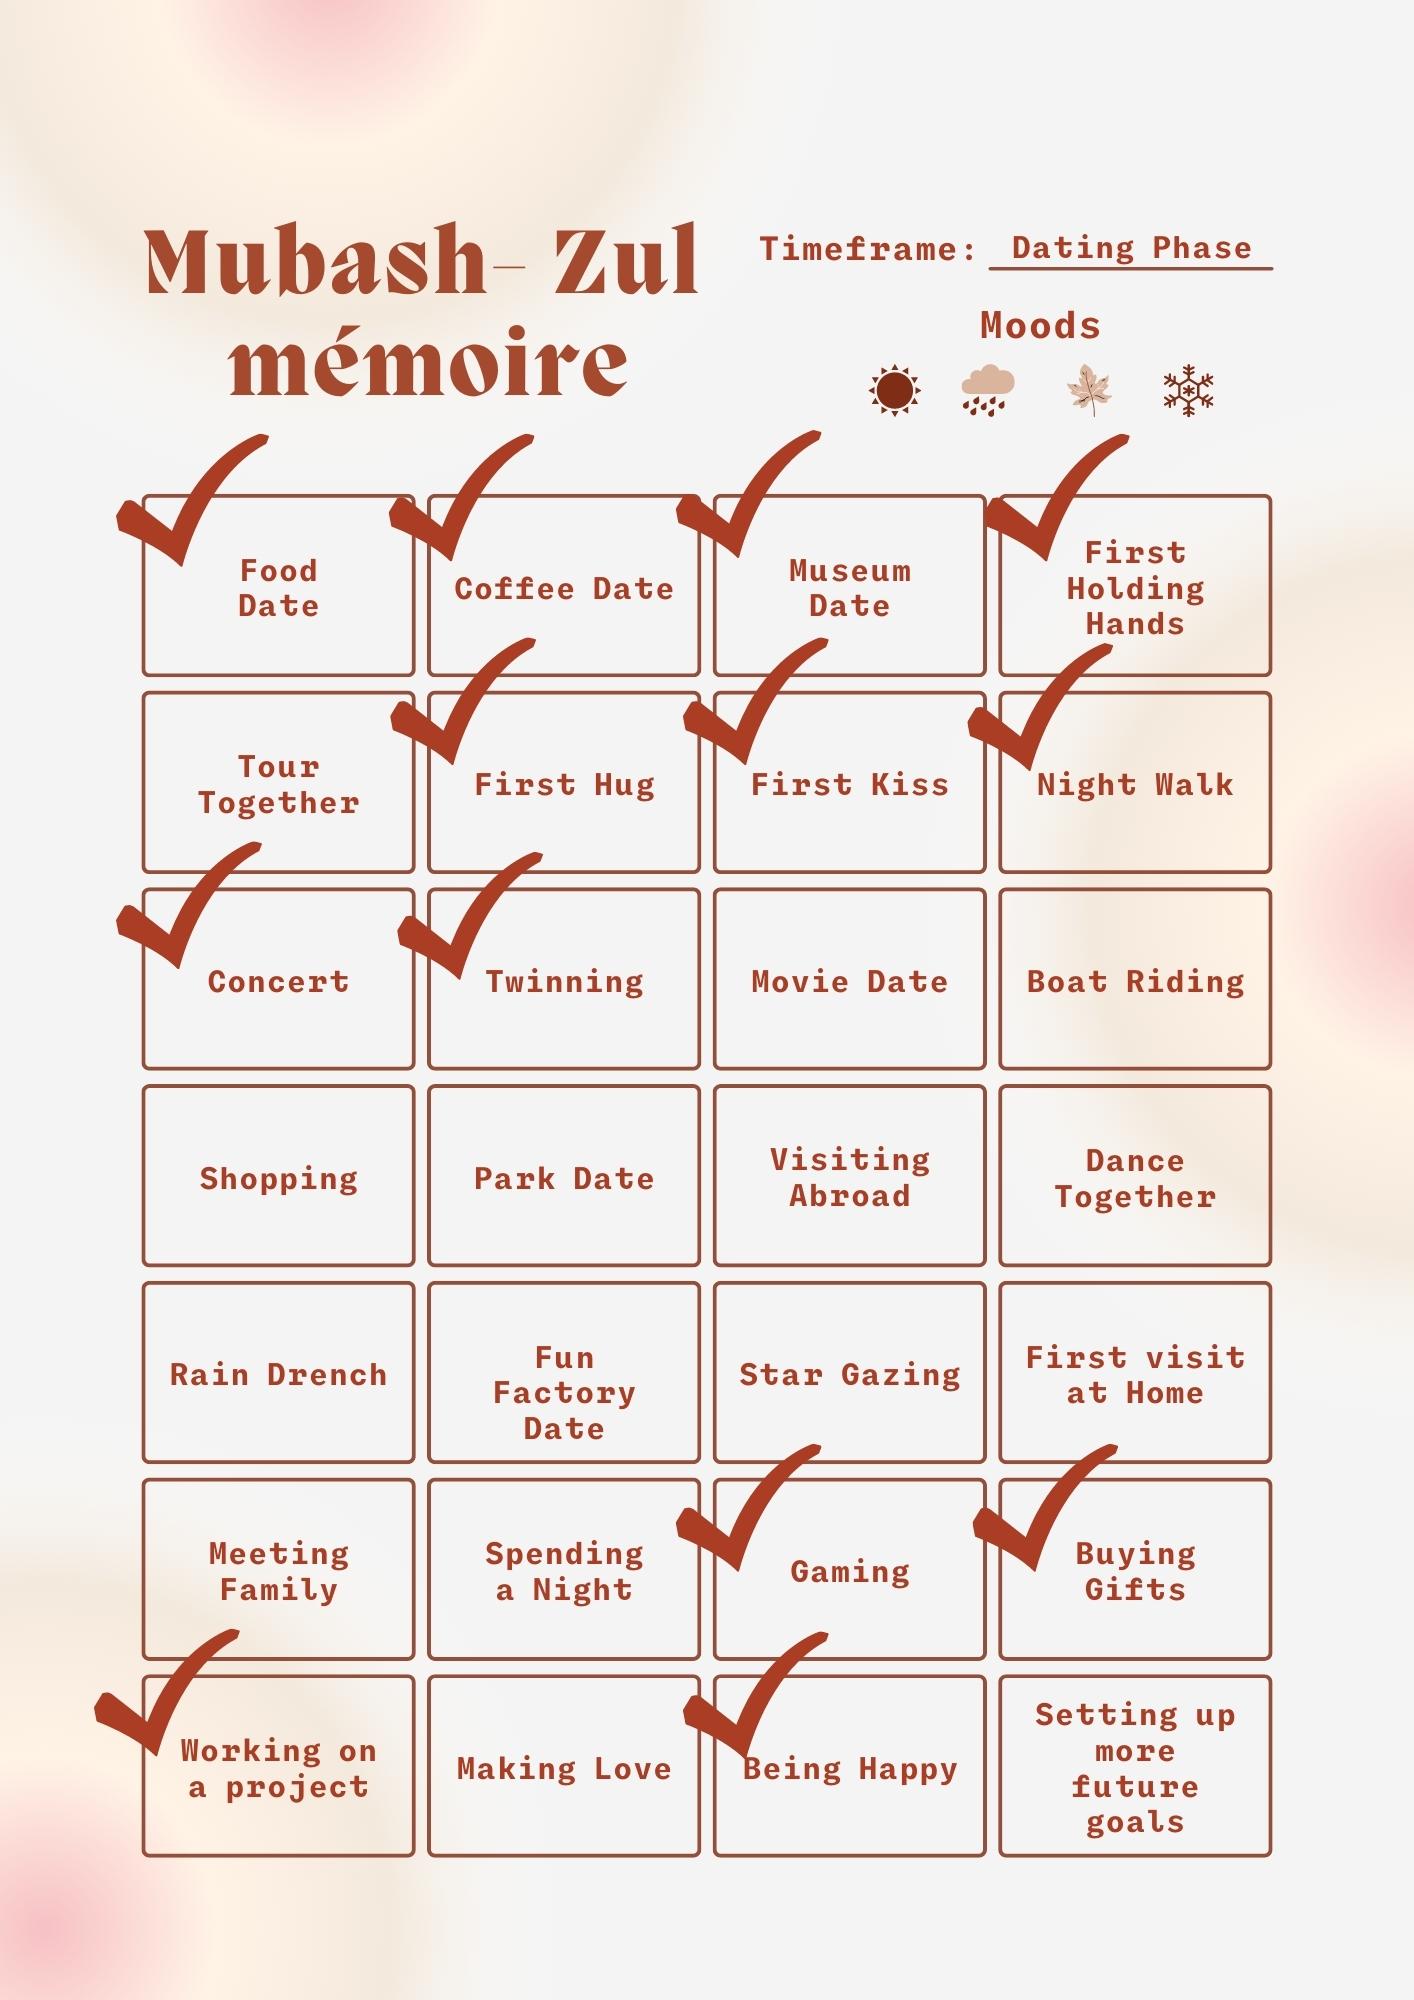 Mubash- Zul
mémoire
Timeframe: Dating Phase
Moods
Food
Date
Coffee Date
Museum
Date
First
Holding
Hands
Tour
Together
First Hug
First Kiss
Night Walk
Concert
Twinning
Movie Date
Boat Riding
Shopping
Park Date
Visiting
Abroad
Dance
Together
Rain Drench
Fun
Factory
Date
Star Gazing
First visit
at Home
Meeting
Family
Spending
a Night
Gaming
Buying
Gifts
Working on
a project
Making Love
Being Happy
Setting up
more
future
goals